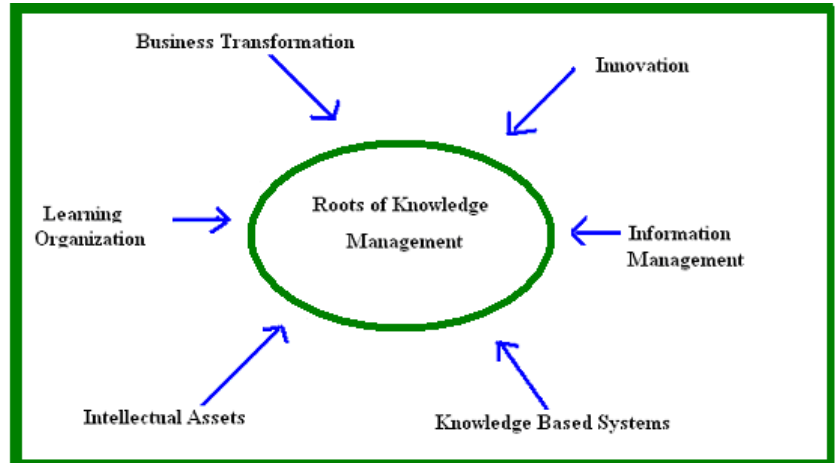 Business Transformation
Innovation
Roots of Knowledge
Management
Learning
Organization
Information
Management
Intellectual Assets
Knowledge Based Systems